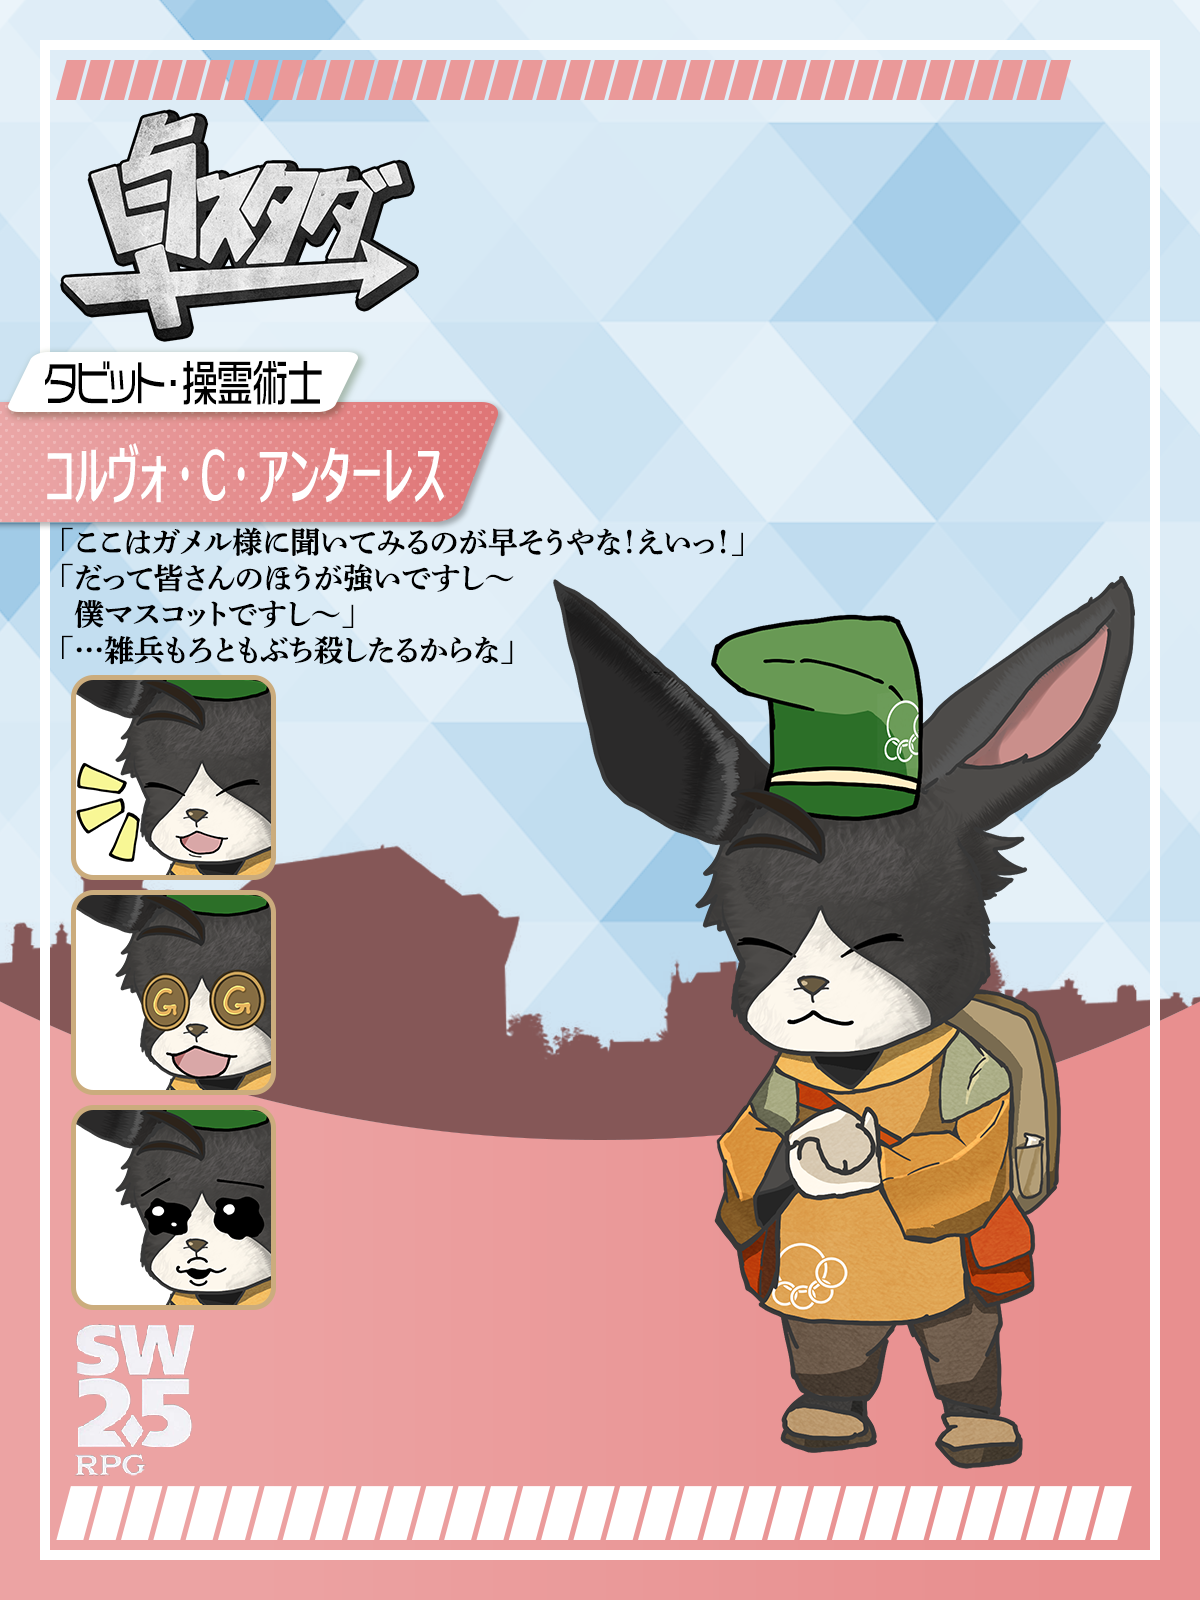 卓スタダ
タビット・操霊術士
コルヴォ・C・アンターレス
「ここはガメル様に聞いてみるのが早そうやな！えいっ！」
「だって皆さんのほうが強いですし～
僕マスコットですし～」
「…雑兵もろともぶち殺したるからな」
G G
SW
2.5
RPG